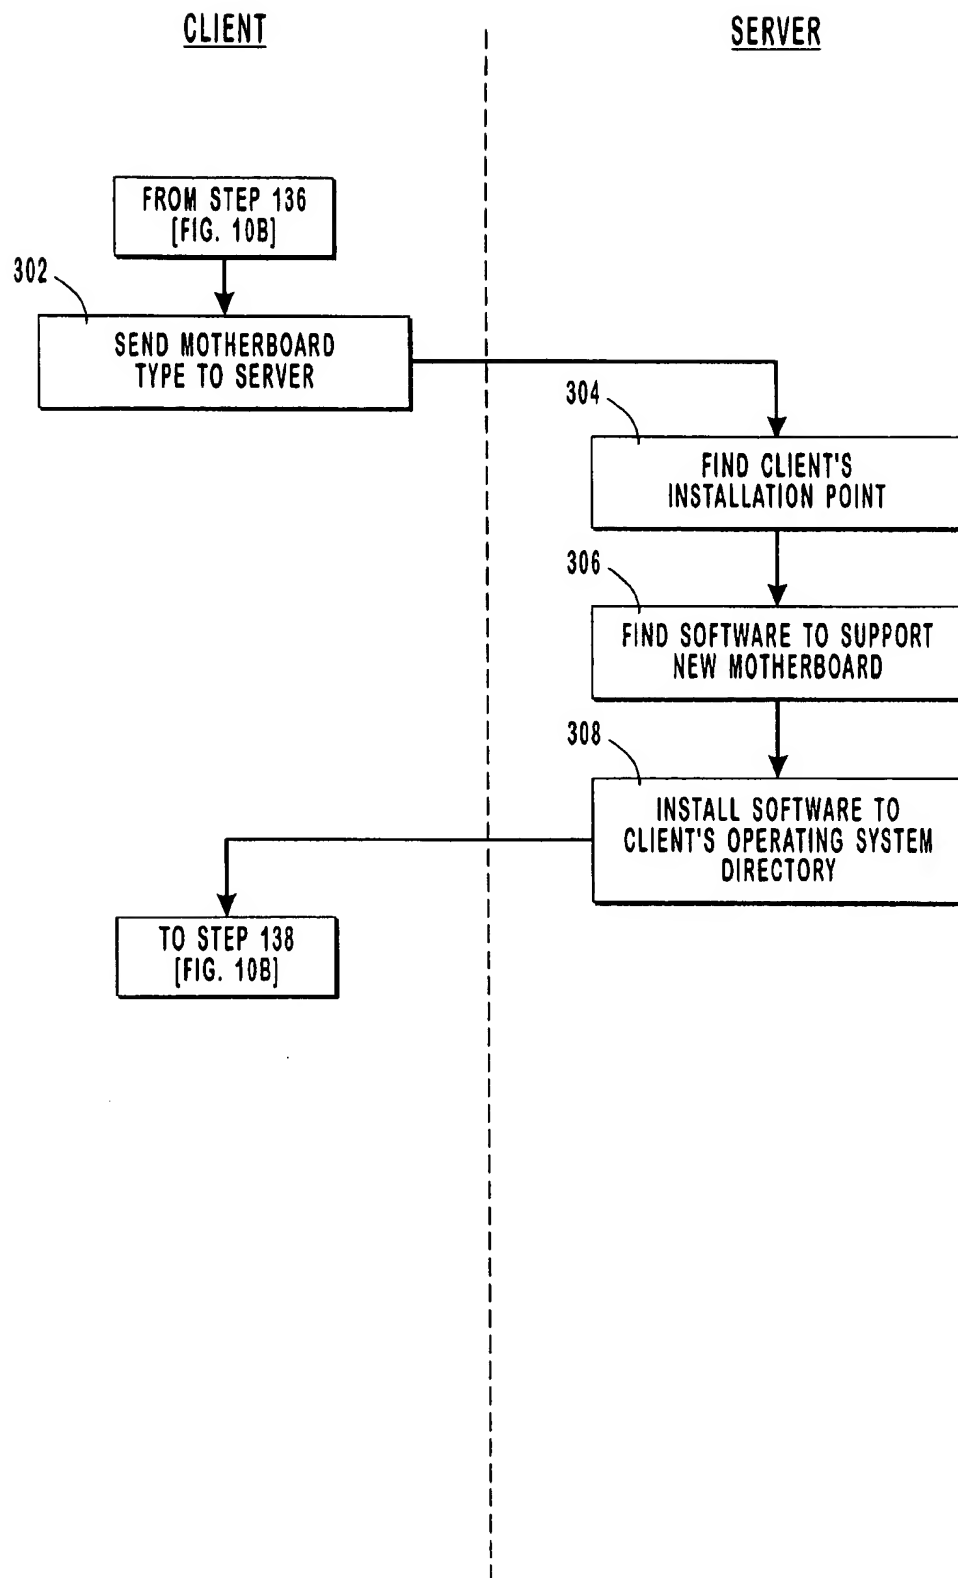 CLIENT
SERVER
FROM STEP 136
[FIG. 10B]
302
SEND MOTHERBOARD
TYPE TO SERVER
304
FIND CLIENT'S
INSTALLATION POINT
306
FIND SOFTWARE TO SUPPORT
NEW MOTHERBOARD
308
INSTALL SOFTWARE TO
CLIENT'S OPERATING SYSTEM
DIRECTORY
TO STEP 138
[FIG. 10B]